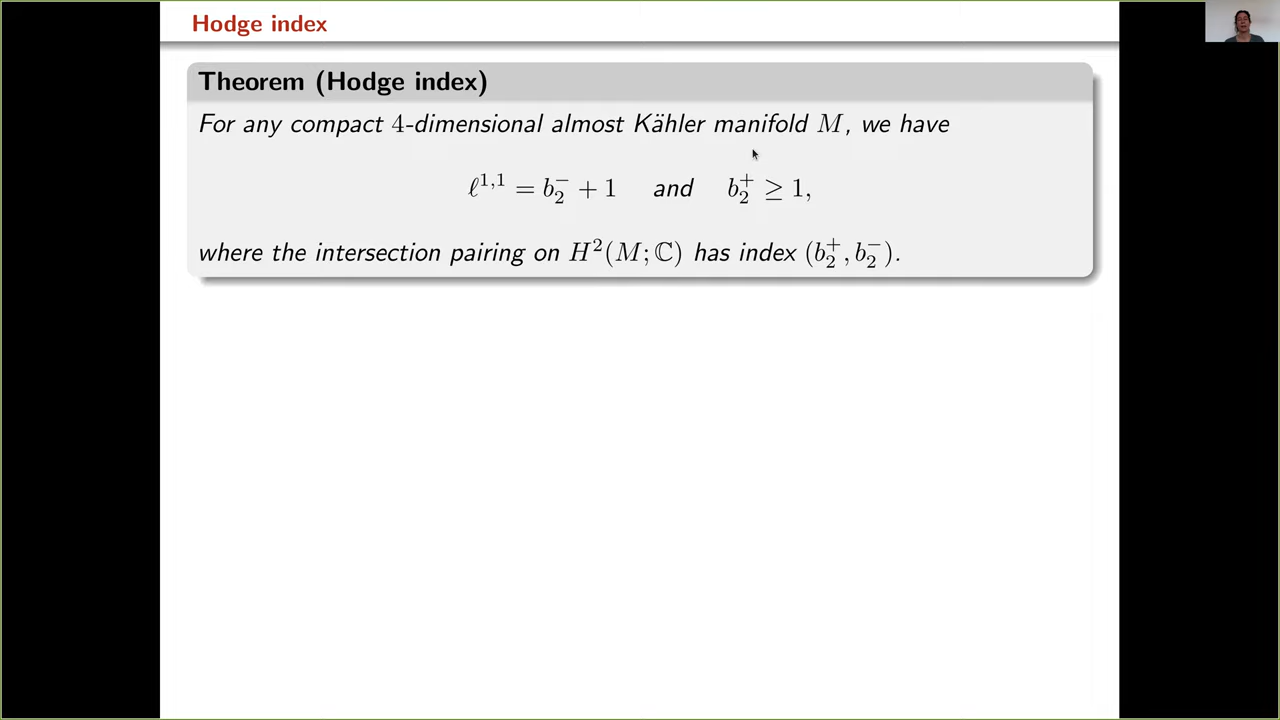 Hodge index
Theorem (Hodge index)
For any compact 4-dimensional almost Kähler manifold M, we have
ℓ^{1,1} = b_2^- + 1 and b_2^+ ≥ 1,
where the intersection pairing on H^2(M; ℂ) has index (b_2^+, b_2^-).